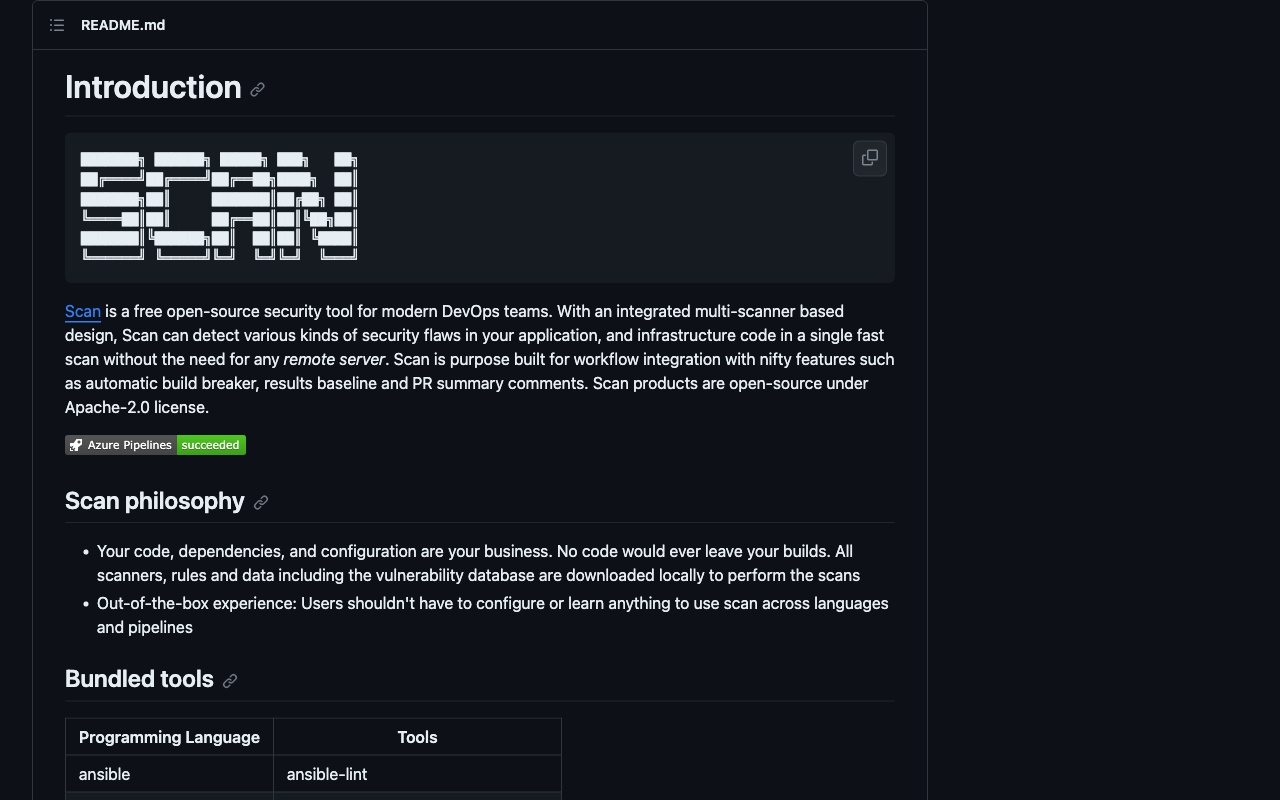 README.md
Introduction
SCAN
Scan is a free open-source security tool for modern DevOps teams. With an integrated multi-scanner based
design, Scan can detect various kinds of security flaws in your application, and infrastructure code in a single fast
scan without the need for any remote server. Scan is purpose built for workflow integration with nifty features such
as automatic build breaker, results baseline and PR summary comments. Scan products are open-source under
Apache-2.0 license.
Azure Pipelines succeeded
Scan philosophy
• Your code, dependencies, and configuration are your business. No code would ever leave your builds. All
scanners, rules and data including the vulnerability database are downloaded locally to perform the scans
• Out-of-the-box experience: Users shouldn't have to configure or learn anything to use scan across languages
and pipelines
Bundled tools
Programming Language Tools
ansible ansible-lint